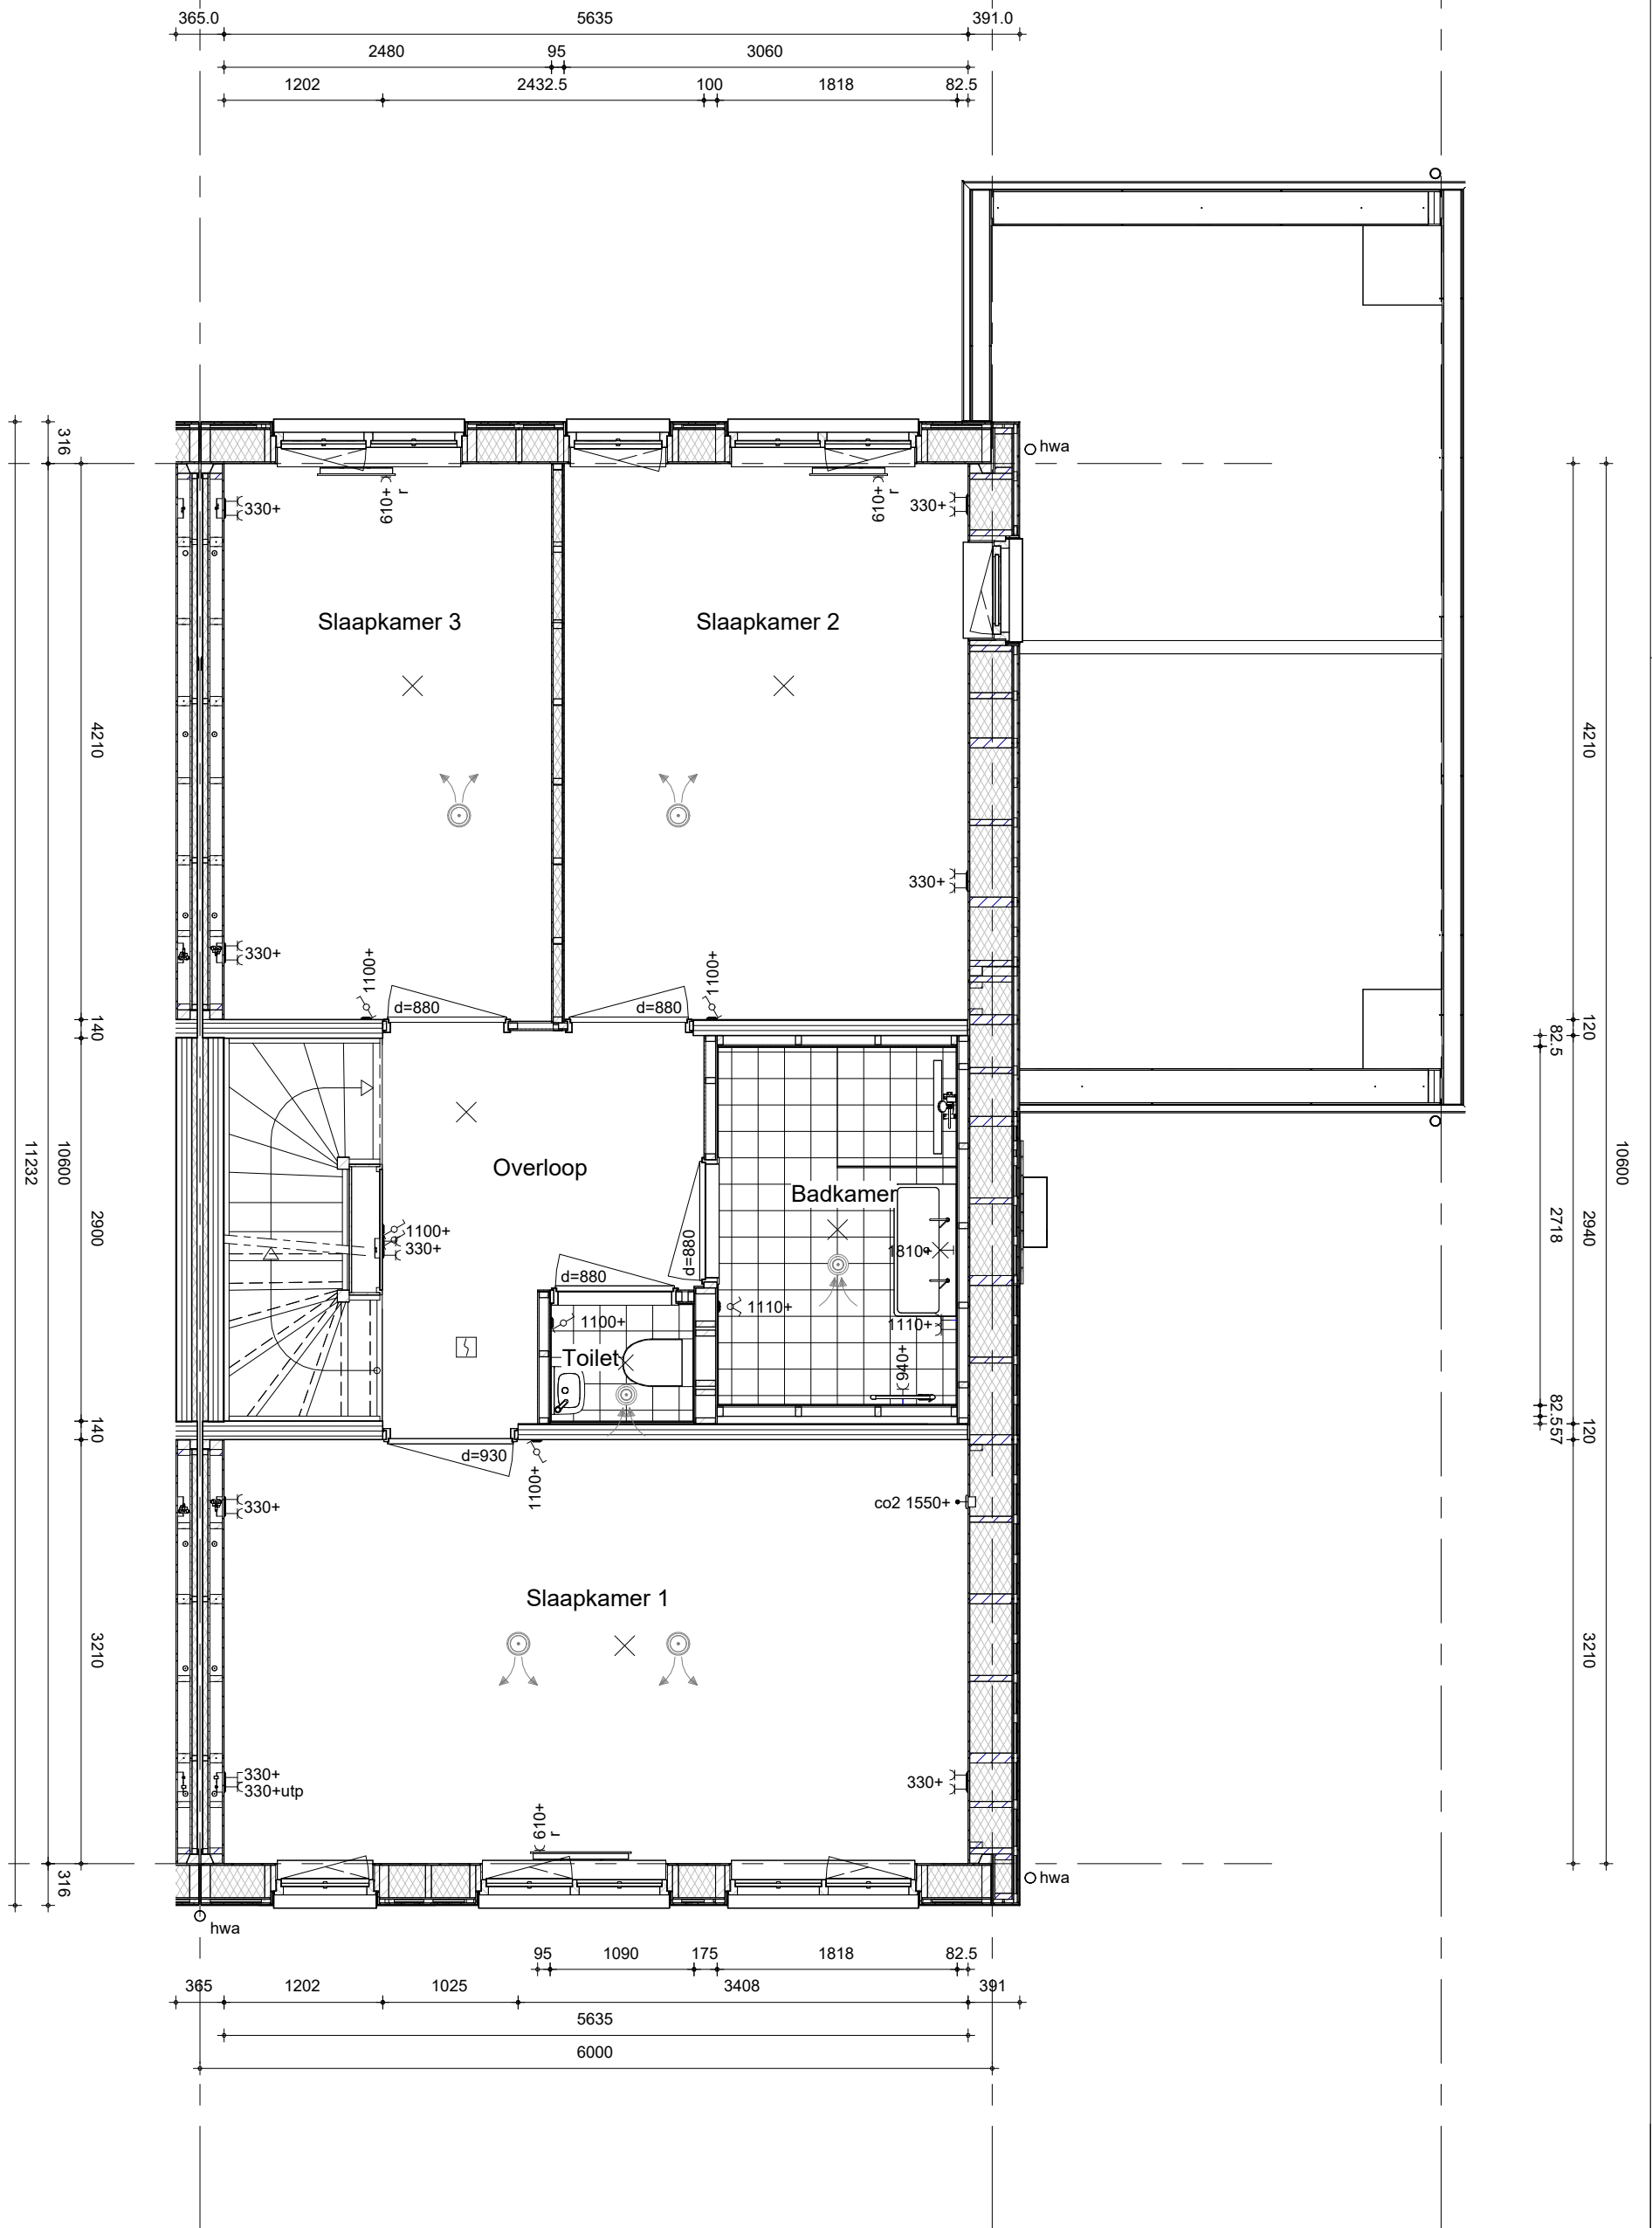 365.0 5635 391.0
2480 95 3060
1202 2432.5 100 1818 82.5
hwa
316
610+ r
610+ r
330+
330+
Slaapkamer 3
Slaapkamer 2
4210
4210
330+
330+
1100+
1100+
d=880
d=880
140
120
82.5
Overloop
Badkamer
11232
10600
2900
2718
2940
10600
1100+
330+
d=880
1810+
d=880
1110+
1100+
1110+
Toilet
940+
140
82.5
57
120
d=930
1100+
330+
co2 1550+
Slaapkamer 1
3210
3210
330+
330+utp
330+
610+ r
316
hwa
hwa
95 1090 175 1818 82.5
365 1202 1025 3408 391
5635
6000